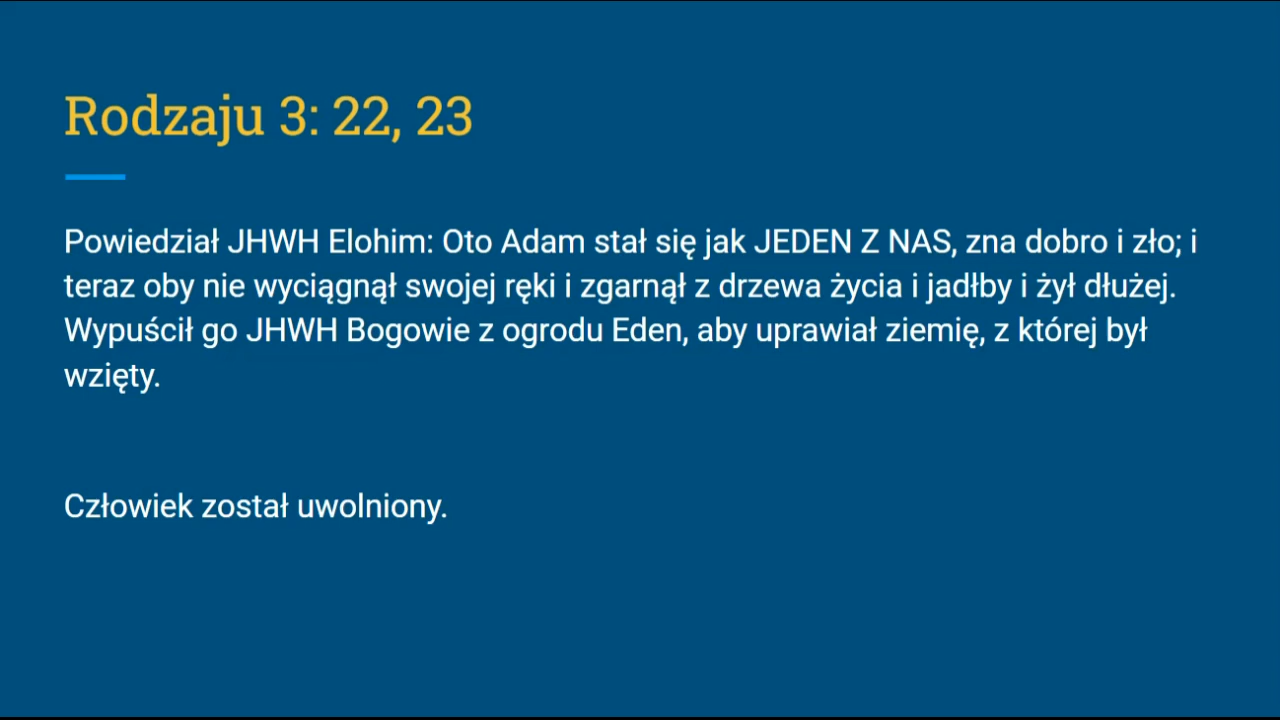 Rodzaju 3: 22, 23
Powiedział JHWH Elohim: Oto Adam stał się jak JEDEN Z NAS, zna dobro i zło; i
teraz oby nie wyciągnął swojej ręki i zgarnął z drzewa życia i jadłby i żył dłużej.
Wypuścił go JHWH Bogowie z ogrodu Eden, aby uprawiał ziemię, z której był
wzięty.
Człowiek został uwolniony.